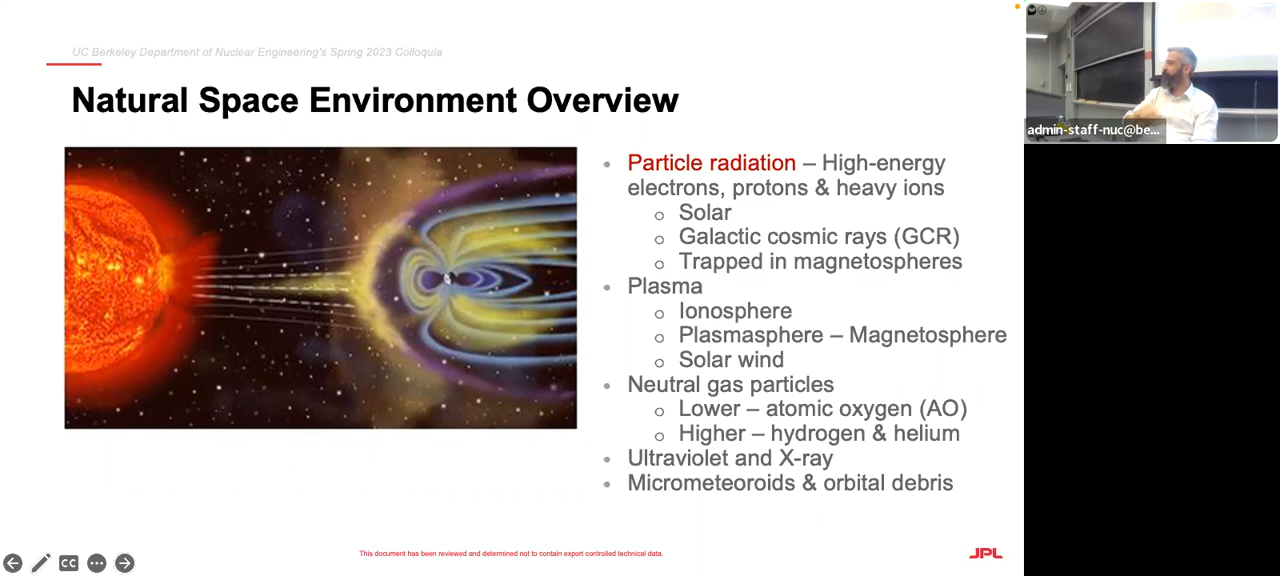 UC Berkeley Department of Nuclear Engineering's Spring 2023 Colloquia
Natural Space Environment Overview
• Particle radiation – High-energy
electrons, protons & heavy ions
o Solar
o Galactic cosmic rays (GCR)
o Trapped in magnetospheres
• Plasma
o Ionosphere
o Plasmasphere – Magnetosphere
o Solar wind
• Neutral gas particles
o Lower – atomic oxygen (AO)
o Higher – hydrogen & helium
• Ultraviolet and X-ray
• Micrometeoroids & orbital debris
admin-staff-nuc@be...
CC
This document has been reviewed and determined not to contain export controlled technical data.
JPL